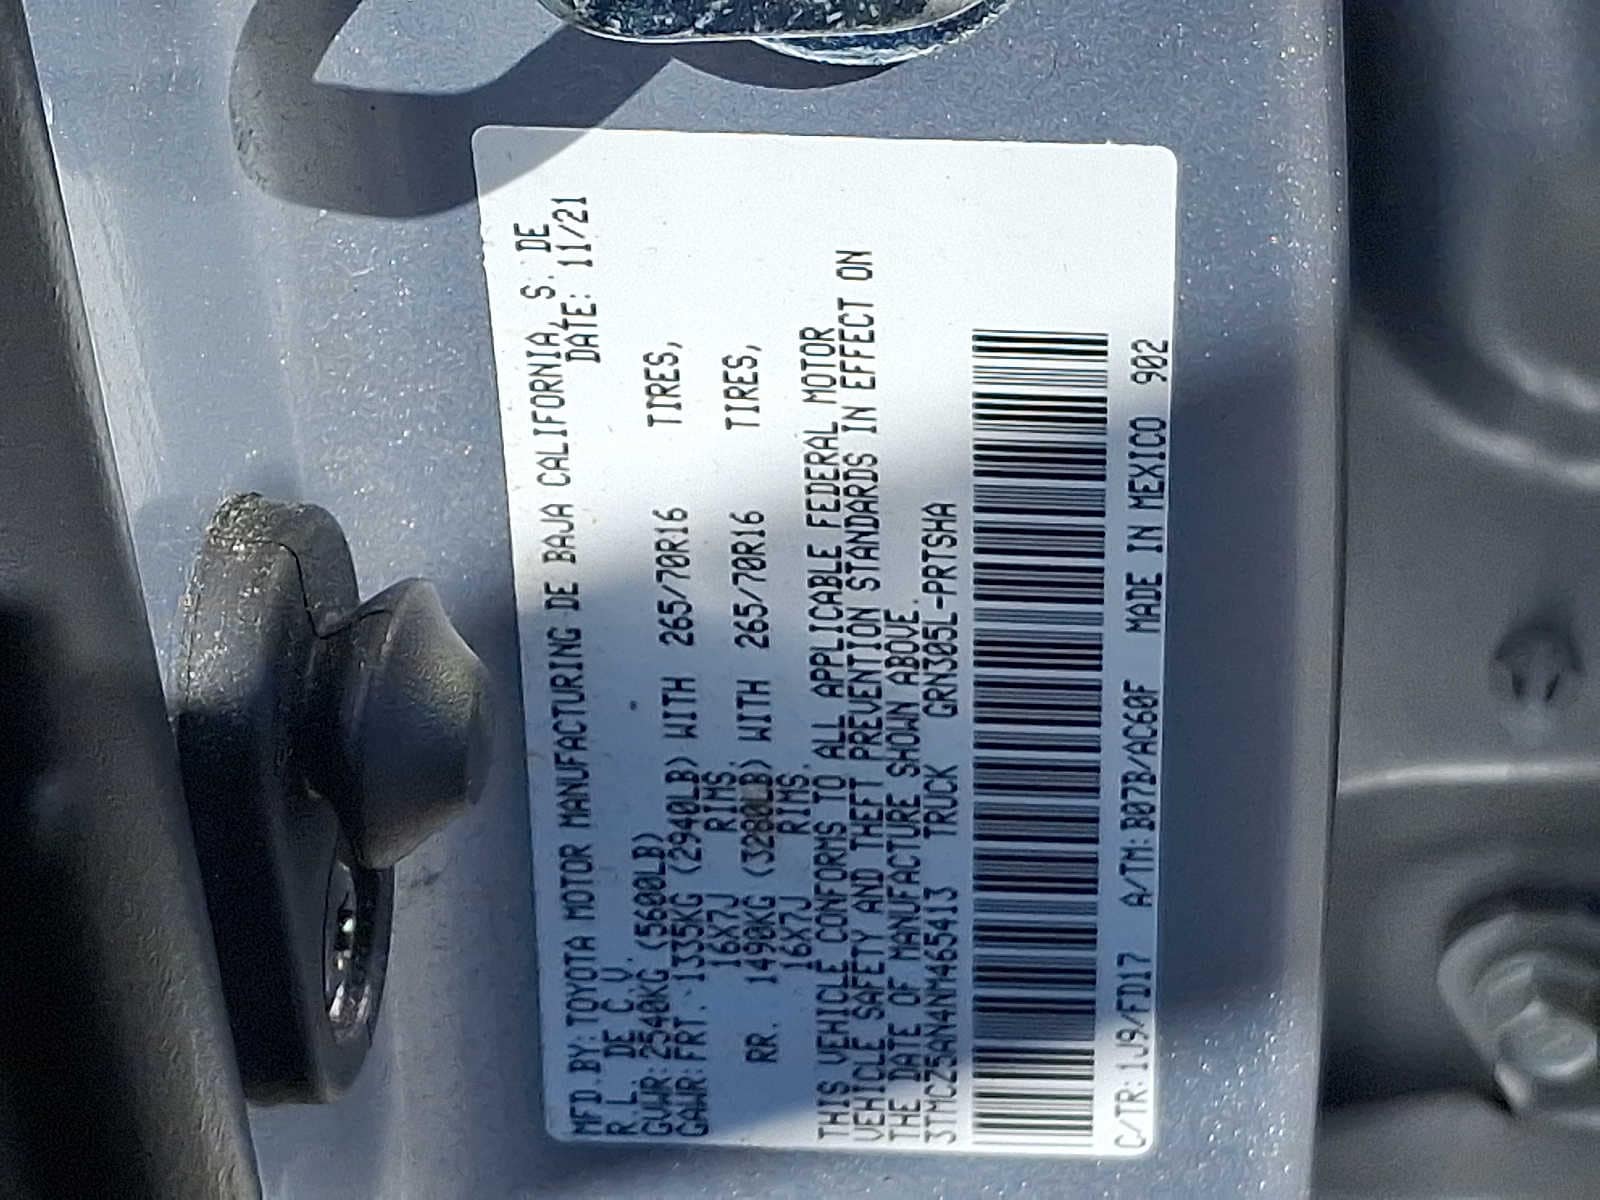 MFD.BY:TOYOTA MOTOR MANUFACTURING DE BAJA CALIFORNIA, S. DE
R.L. DE C.V. DATE: 11/21
GVWR:2540KG (5600LB)
GAWR:FRT. 1335KG (2940LB) WITH 265/70R16 TIRES,
16X7J RIMS,
RR. 1490KG (3280LB) WITH 265/70R16 TIRES,
16X7J RIMS.
THIS VEHICLE CONFORMS TO ALL APPLICABLE FEDERAL MOTOR
VEHICLE SAFETY AND THEFT PREVENTION STANDARDS IN EFFECT ON
THE DATE OF MANUFACTURE SHOWN ABOVE.
3TMCZ5AN4NM465413 TRUCK GRN305L-PRTSHA
C/TR:1J9/FD17 A/TM:B07B/AC60F MADE IN MEXICO 902